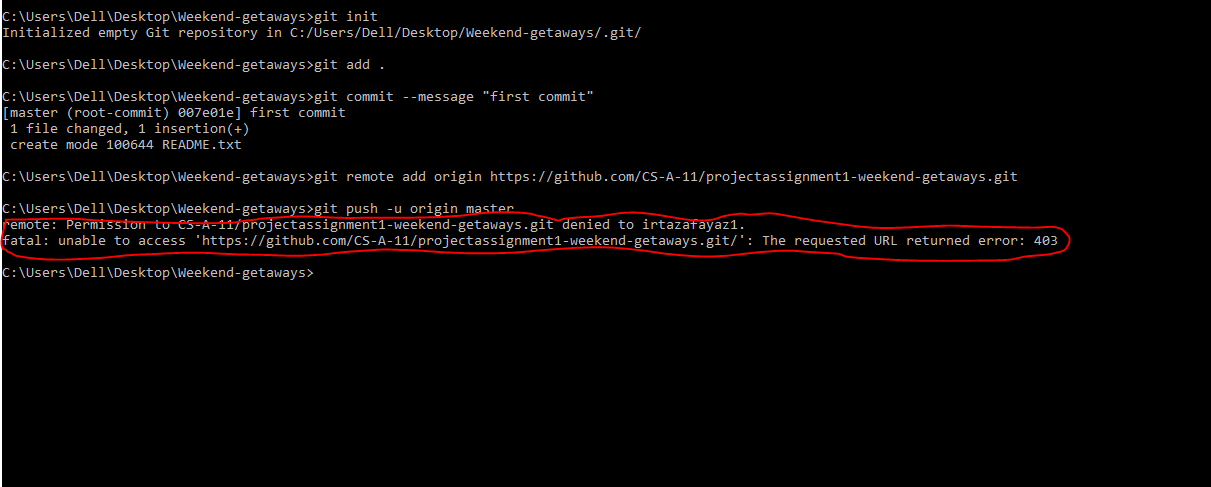 C:\Users\Dell\Desktop\Weekend-getaways>git init
Initialized empty Git repository in C:/Users/Dell/Desktop/Weekend-getaways/.git/
C:\Users\Dell\Desktop\Weekend-getaways>git add .
C:\Users\Dell\Desktop\Weekend-getaways>git commit --message "first commit"
[master (root-commit) 007e01e] first commit
 1 file changed, 1 insertion(+)
 create mode 100644 README.txt
C:\Users\Dell\Desktop\Weekend-getaways>git remote add origin https://github.com/CS-A-11/projectassignment1-weekend-getaways.git
C:\Users\Dell\Desktop\Weekend-getaways>git push -u origin master
remote: Permission to CS-A-11/projectassignment1-weekend-getaways.git denied to irtazafayaz1.
fatal: unable to access 'https://github.com/CS-A-11/projectassignment1-weekend-getaways.git/': The requested URL returned error: 403
C:\Users\Dell\Desktop\Weekend-getaways>